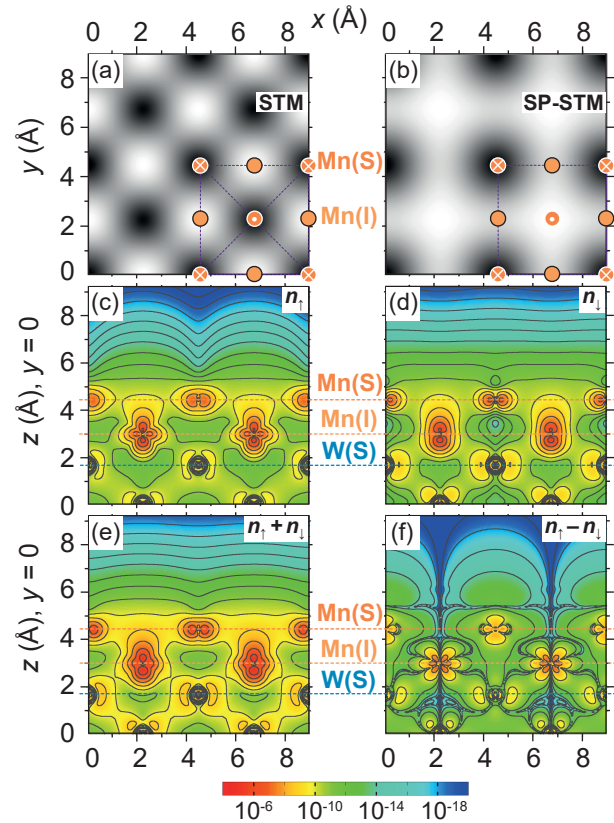 x (Å)
0 2 4 6 8 0 2 4 6 8
(a) STM (b) SP-STM
y (Å)
8
6
4
2
0
Mn(S)
Mn(I)
(c) n↑ (d) n↓
z (Å), y = 0
8
6
4
2
0
Mn(S)
Mn(I)
W(S)
(e) n↑ + n↓ (f) n↑ − n↓
z (Å), y = 0
8
6
4
2
0
Mn(S)
Mn(I)
W(S)
0 2 4 6 8 0 2 4 6 8
10⁻⁶ 10⁻¹⁰ 10⁻¹⁴ 10⁻¹⁸